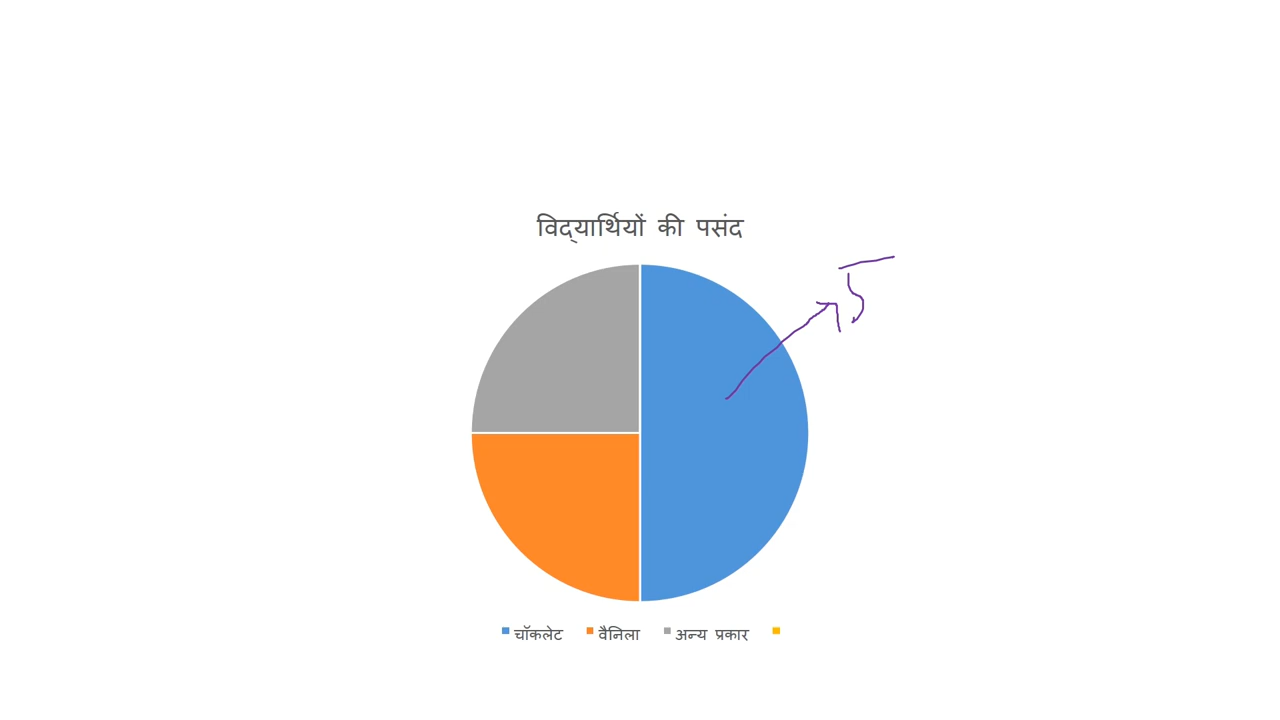 विद्यार्थियों की पसंद
चॉकलेट वैनिला अन्य प्रकार